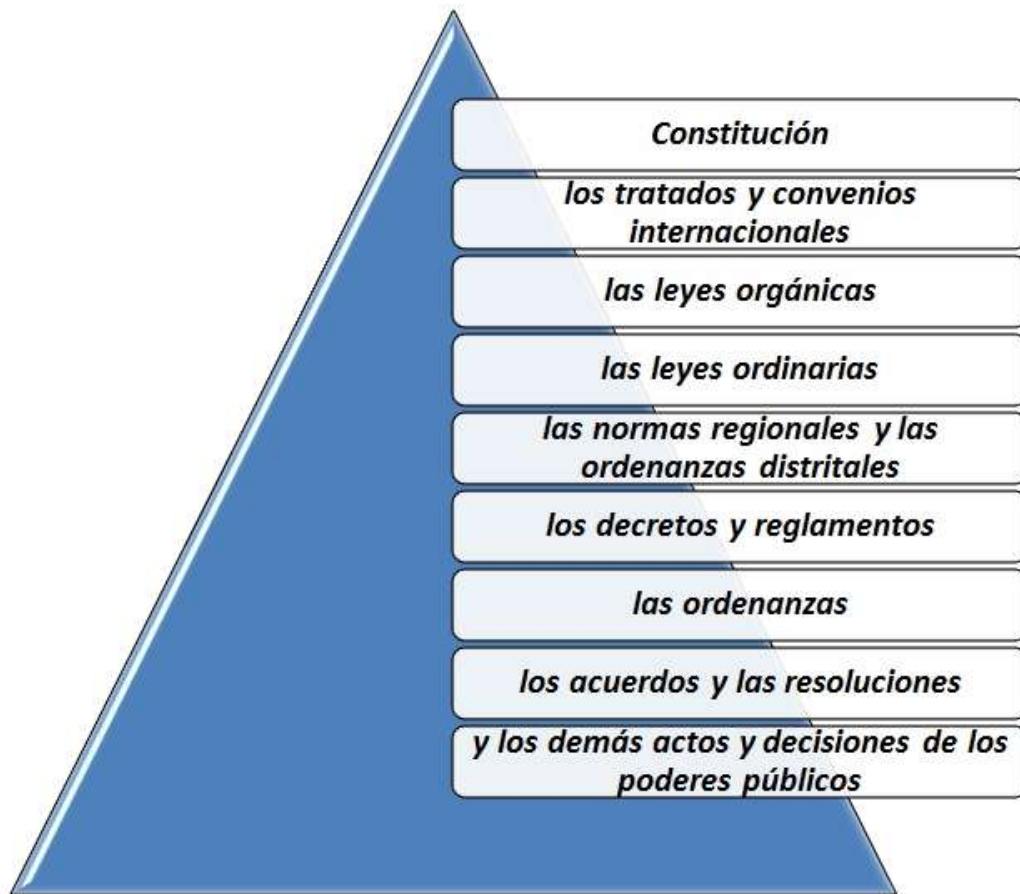 Constitución
los tratados y convenios
internacionales
las leyes orgánicas
las leyes ordinarias
las normas regionales y las
ordenanzas distritales
los decretos y reglamentos
las ordenanzas
los acuerdos y las resoluciones
y los demás actos y decisiones de los
poderes públicos